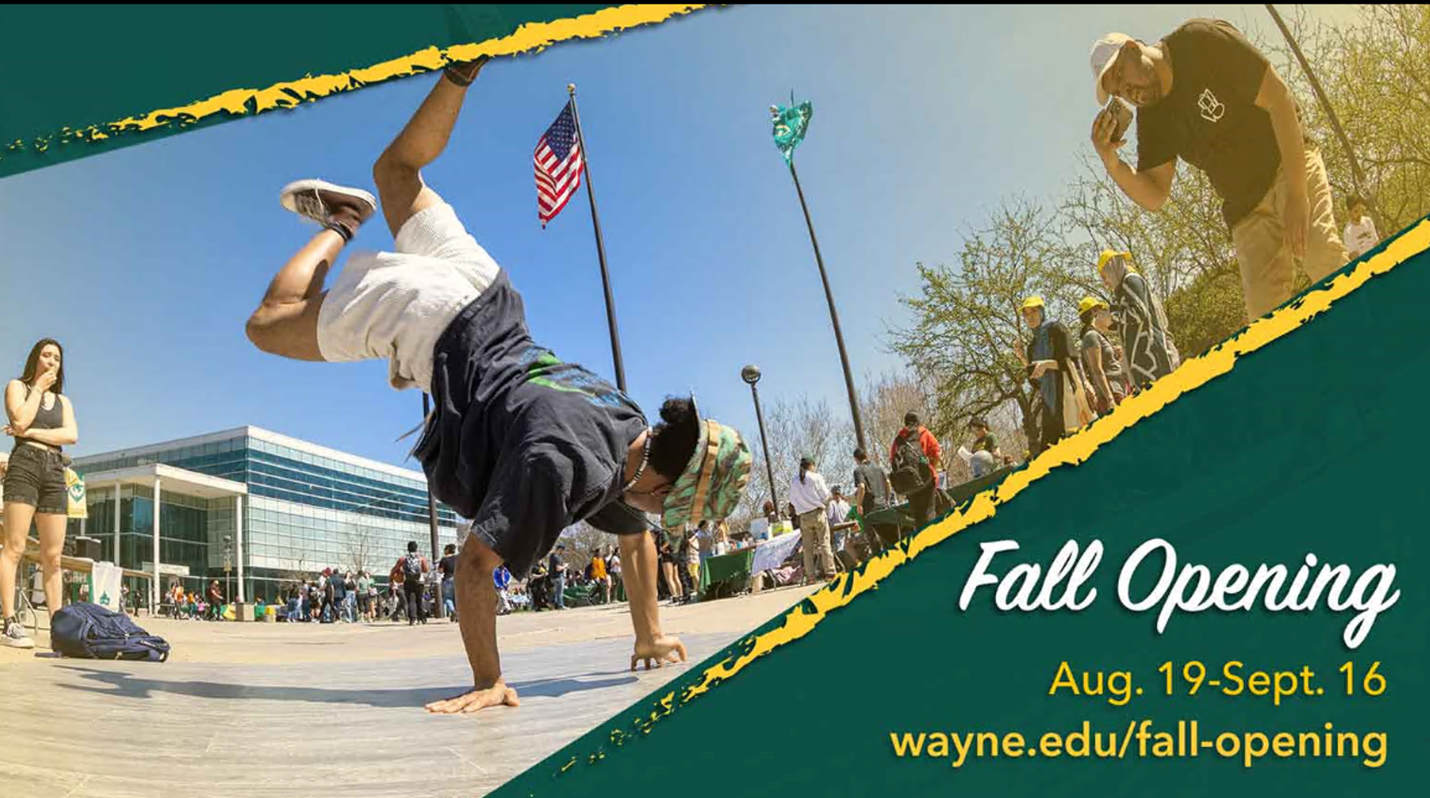 Fall Opening
Aug. 19-Sept. 16
wayne.edu/fall-opening